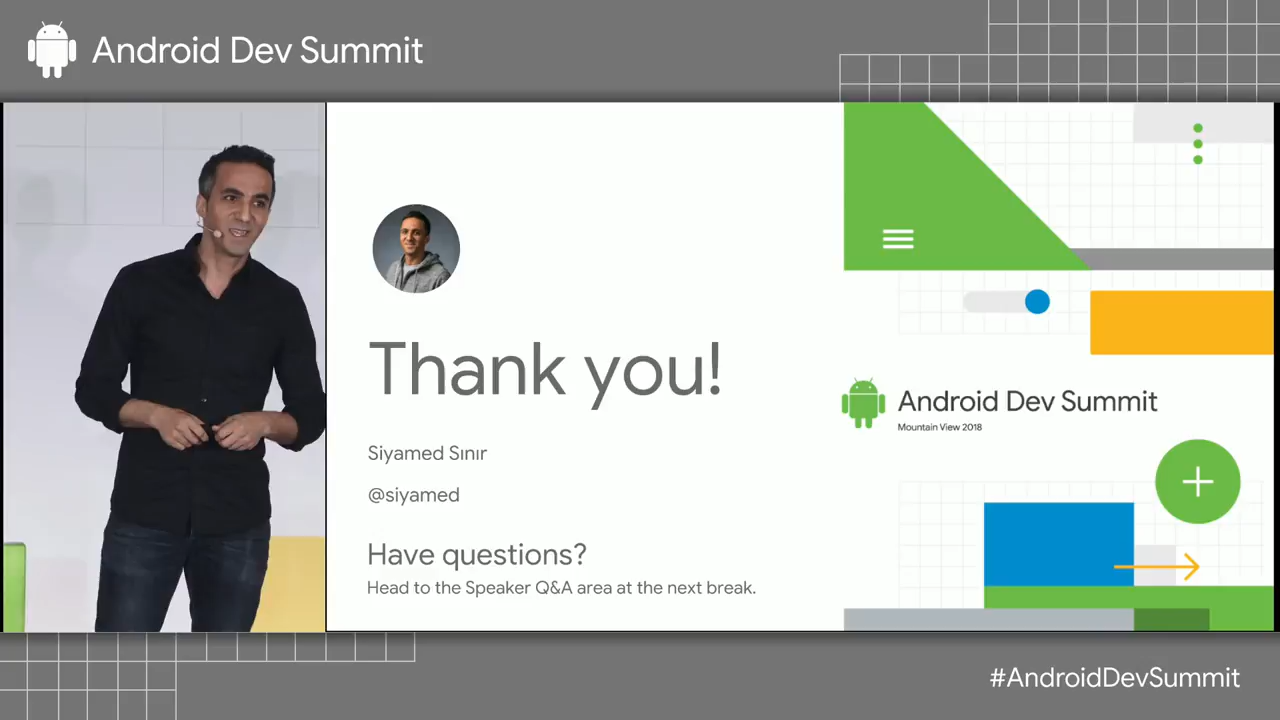 Android Dev Summit
Thank you!
Siyamed Sınır
@siyamed
Have questions?
Head to the Speaker Q&A area at the next break.
Android Dev Summit
Mountain View 2018
#AndroidDevSummit